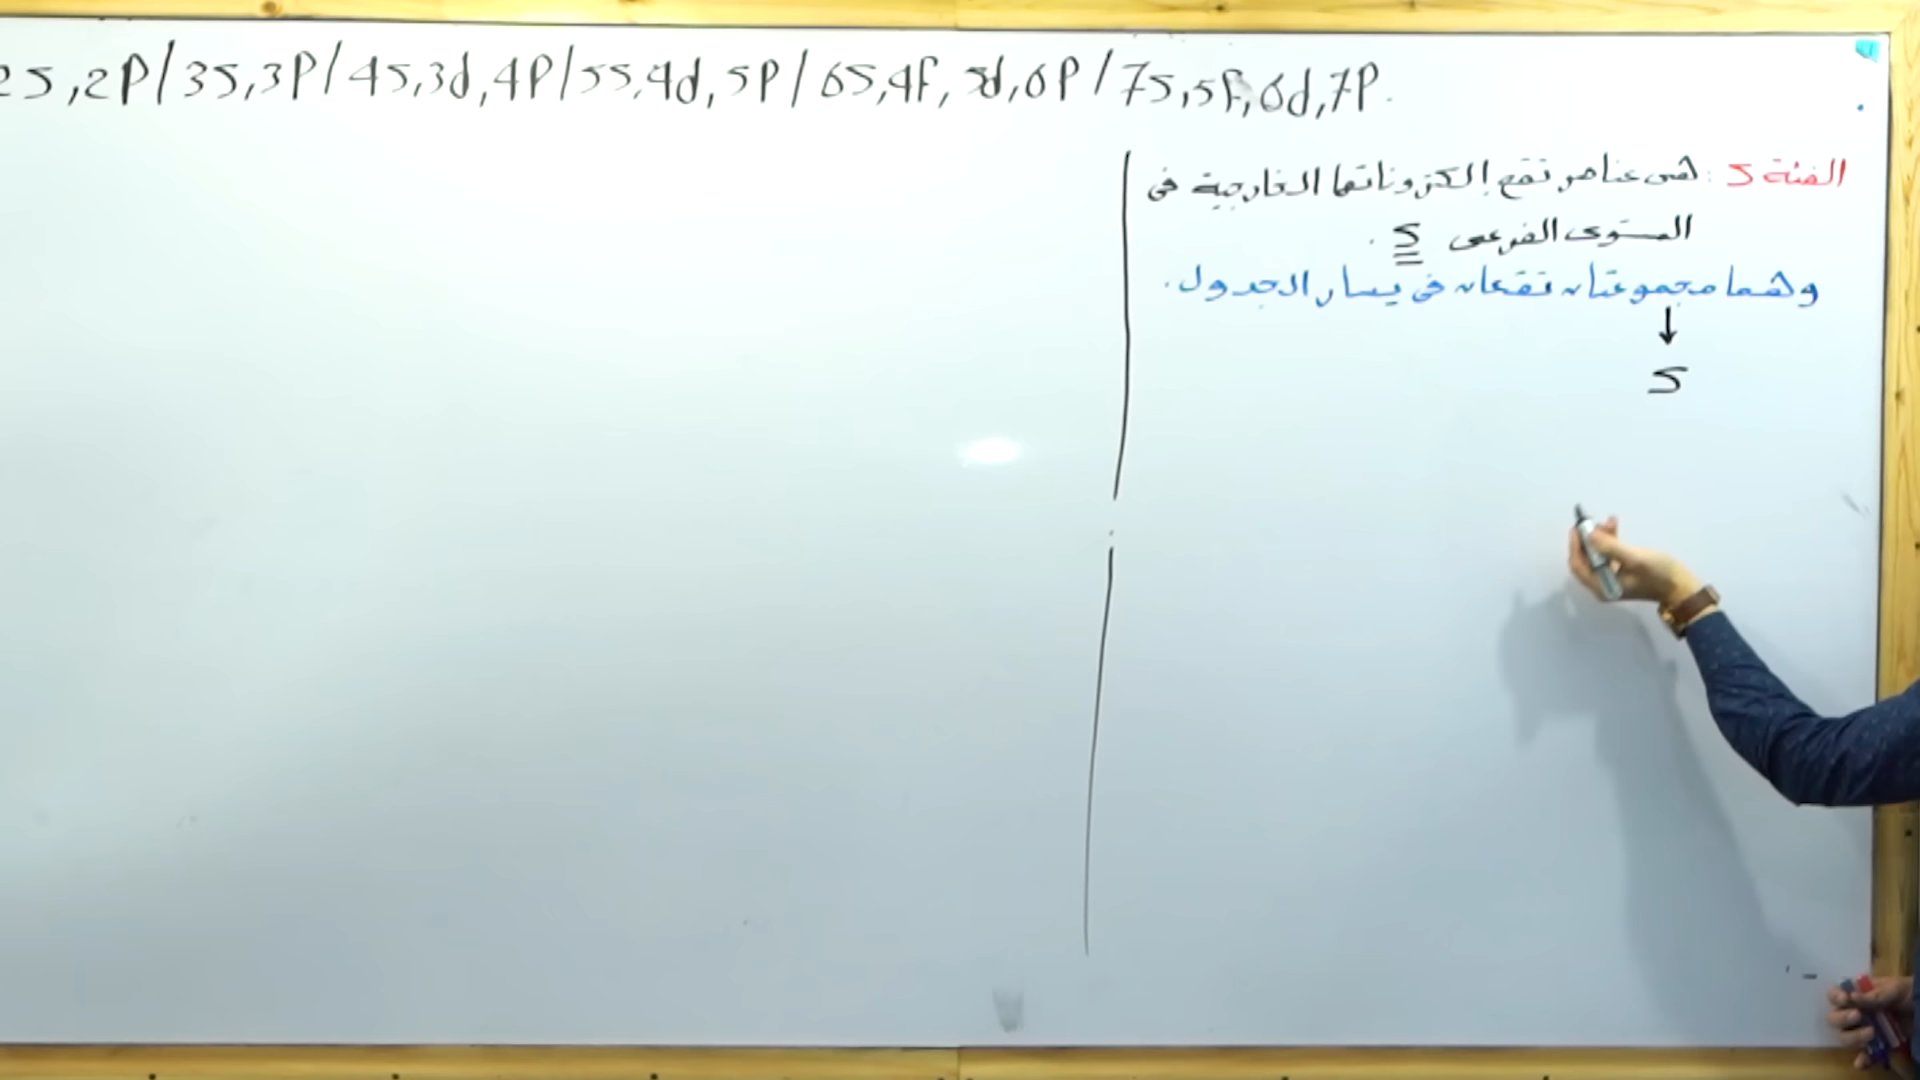 2S,2P/3S,3P/4S,3d,4P/5S,4d,5P/6S,4f,5d,6P/7S,5f,6d,7P.
الفئة S : هى عناصر تقع إلكتروناتها الخارجية فى
المستوى الفرعى S .
وهما مجموعتان تقعان فى يسار الجدول .
↓
S